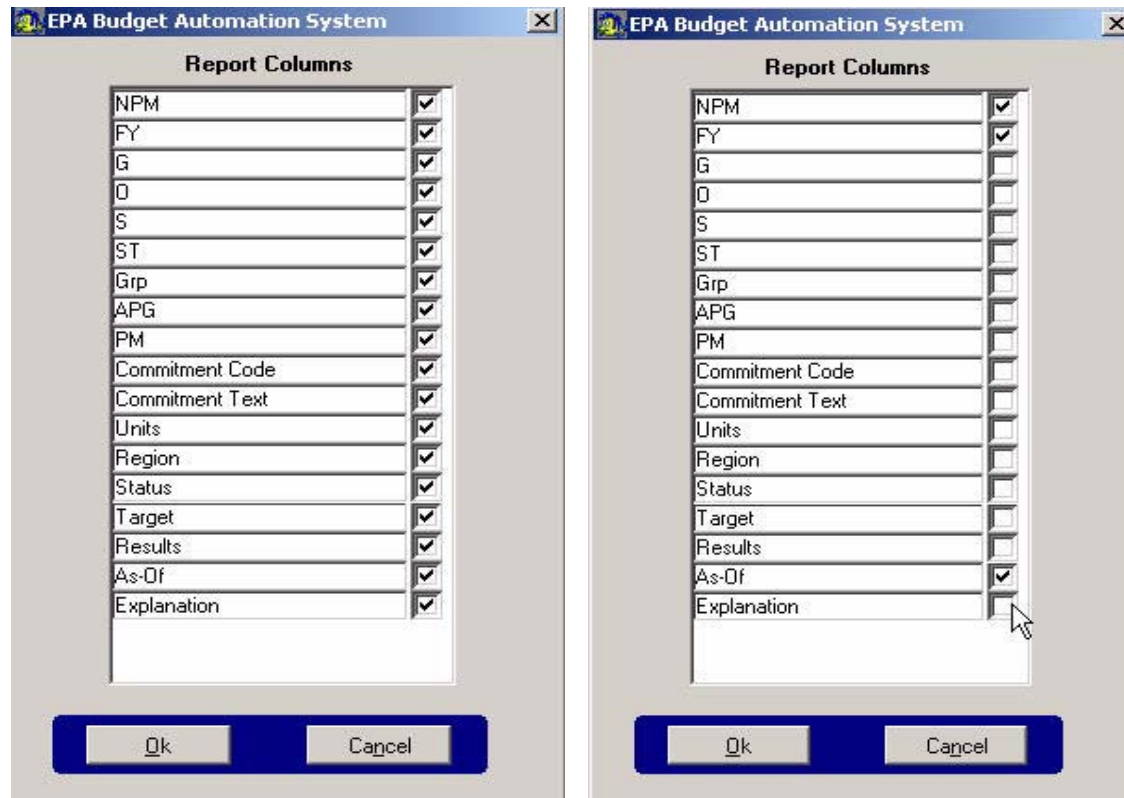 EPA Budget Automation System
Report Columns
NPM
FY
G
O
S
ST
Grp
APG
PM
Commitment Code
Commitment Text
Units
Region
Status
Target
Results
As-Of
Explanation
Ok
Cancel
EPA Budget Automation System
Report Columns
NPM
FY
G
O
S
ST
Grp
APG
PM
Commitment Code
Commitment Text
Units
Region
Status
Target
Results
As-Of
Explanation
Ok
Cancel